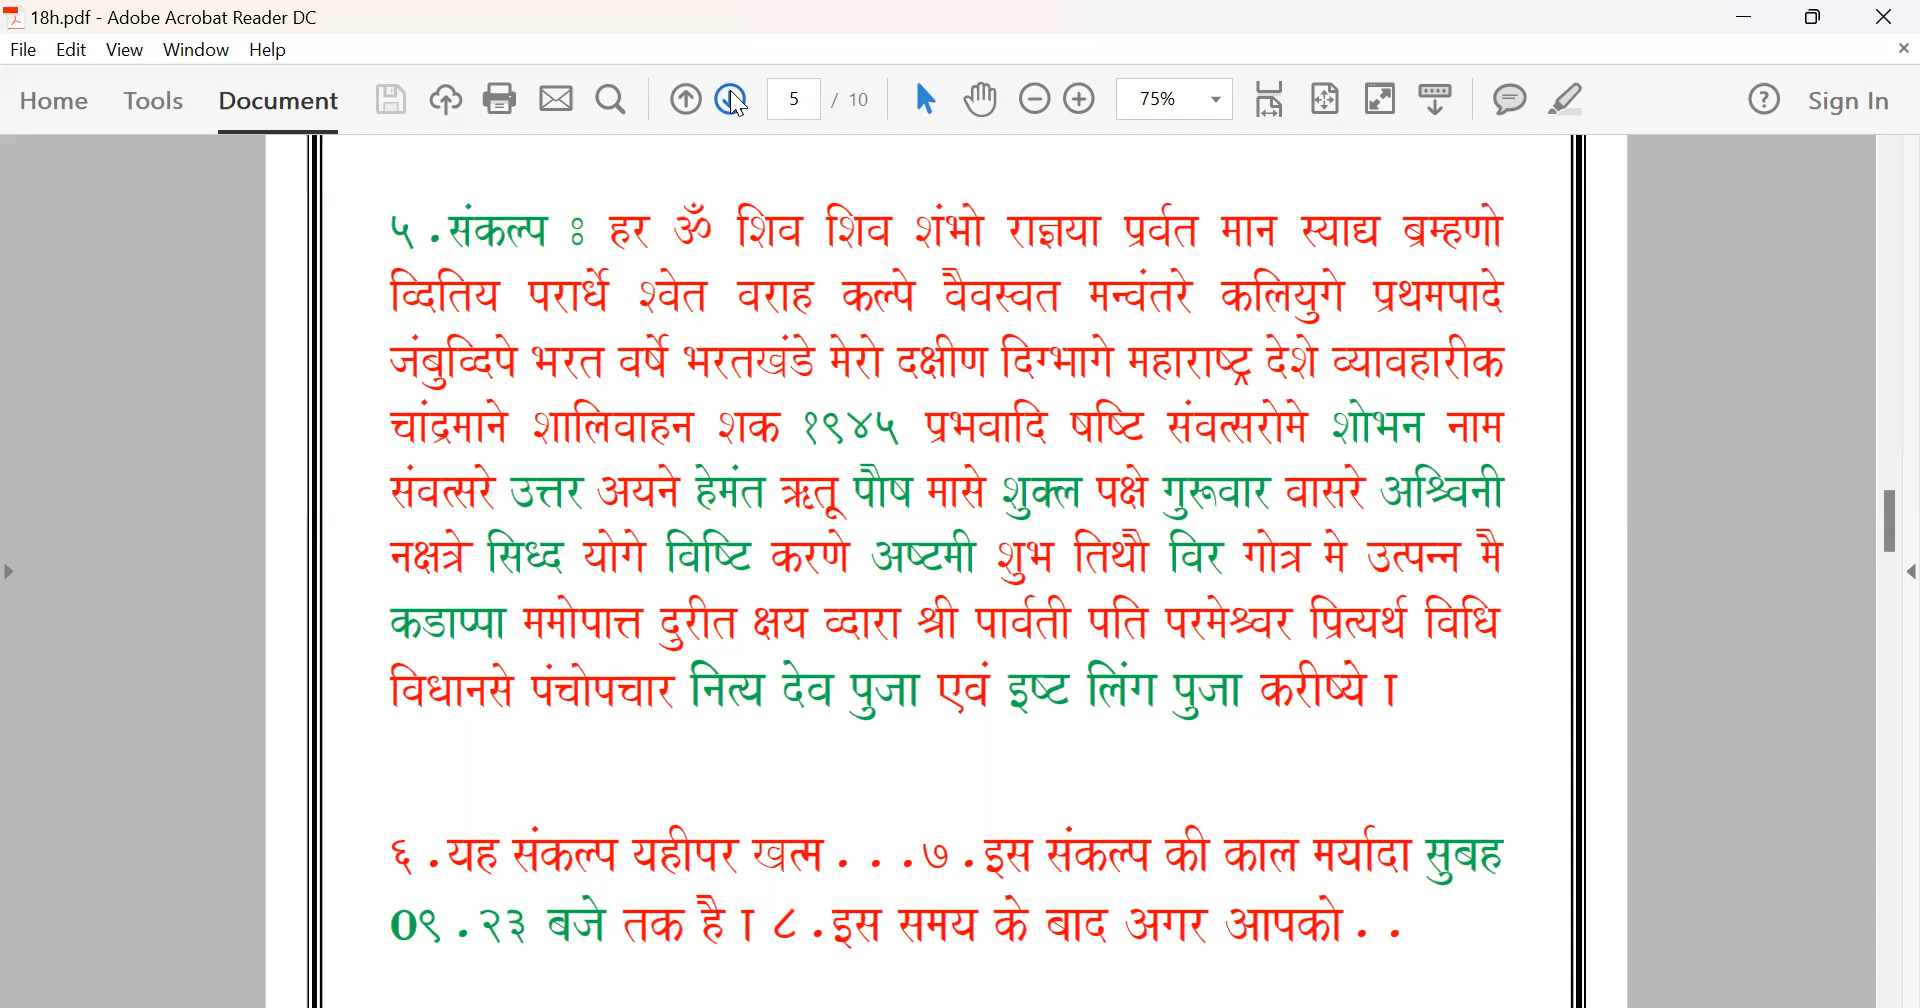 18h.pdf - Adobe Acrobat Reader DC
File Edit View Window Help
Home Tools Document 5 / 10 75% Sign In
५.संकल्प ः हर ॐ शिव शिव शंभो राज्ञया प्रर्वत मान स्याद्य ब्रम्हणो
व्दितिय परार्धे श्वेत वराह कल्पे वैवस्वत मन्वंतरे कलियुगे प्रथमपादे
जंबुव्दिपे भरत वर्षे भरतखंडे मेरो दक्षीण दिग्भागे महाराष्ट्र देशे व्यावहारीक
चांद्रमाने शालिवाहन शक १९४५ प्रभवादि षष्टि संवत्सरोमे शोभन नाम
संवत्सरे उत्तर अयने हेमंत ऋतू पौष मासे शुक्ल पक्षे गुरूवार वासरे अश्विनी
नक्षत्रे सिध्द योगे विष्टि करणे अष्टमी शुभ तिथौ विर गोत्र मे उत्पन्न मै
कडाप्पा ममोपात्त दुरीत क्षय व्दारा श्री पार्वती पति परमेश्वर प्रित्यर्थ विधि
विधानसे पंचोपचार नित्य देव पुजा एवं इष्ट लिंग पुजा करीष्ये ।
६.यह संकल्प यहीपर खत्म...७.इस संकल्प की काल मर्यादा सुबह
0९.२३ बजे तक है । ८.इस समय के बाद अगर आपको..